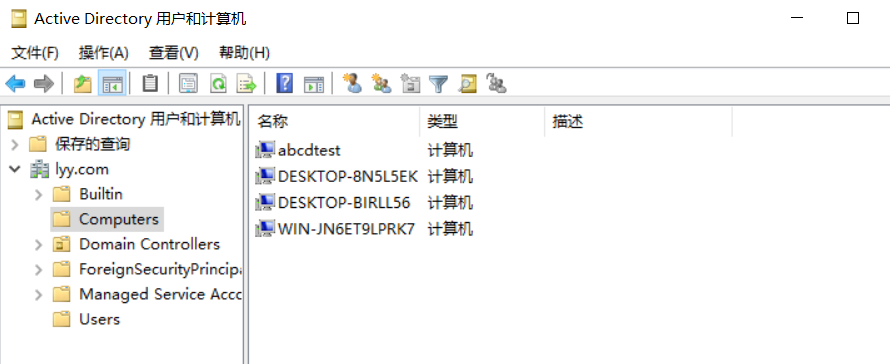 Active Directory 用户和计算机
文件(F) 操作(A) 查看(V) 帮助(H)
Active Directory 用户和计算机
保存的查询
lyy.com
Builtin
Computers
Domain Controllers
ForeignSecurityPrincipa
Managed Service Acco
Users
名称 类型 描述
abcdtest 计算机
DESKTOP-8N5L5EK 计算机
DESKTOP-BIRLL56 计算机
WIN-JN6ET9LPRK7 计算机